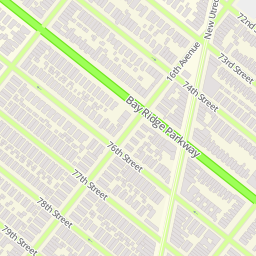 72nd
New Utrec
73rd Street
16th Avenue
74th Street
Bay Ridge Parkway
76th Street
77th Street
78th Street
79th Street